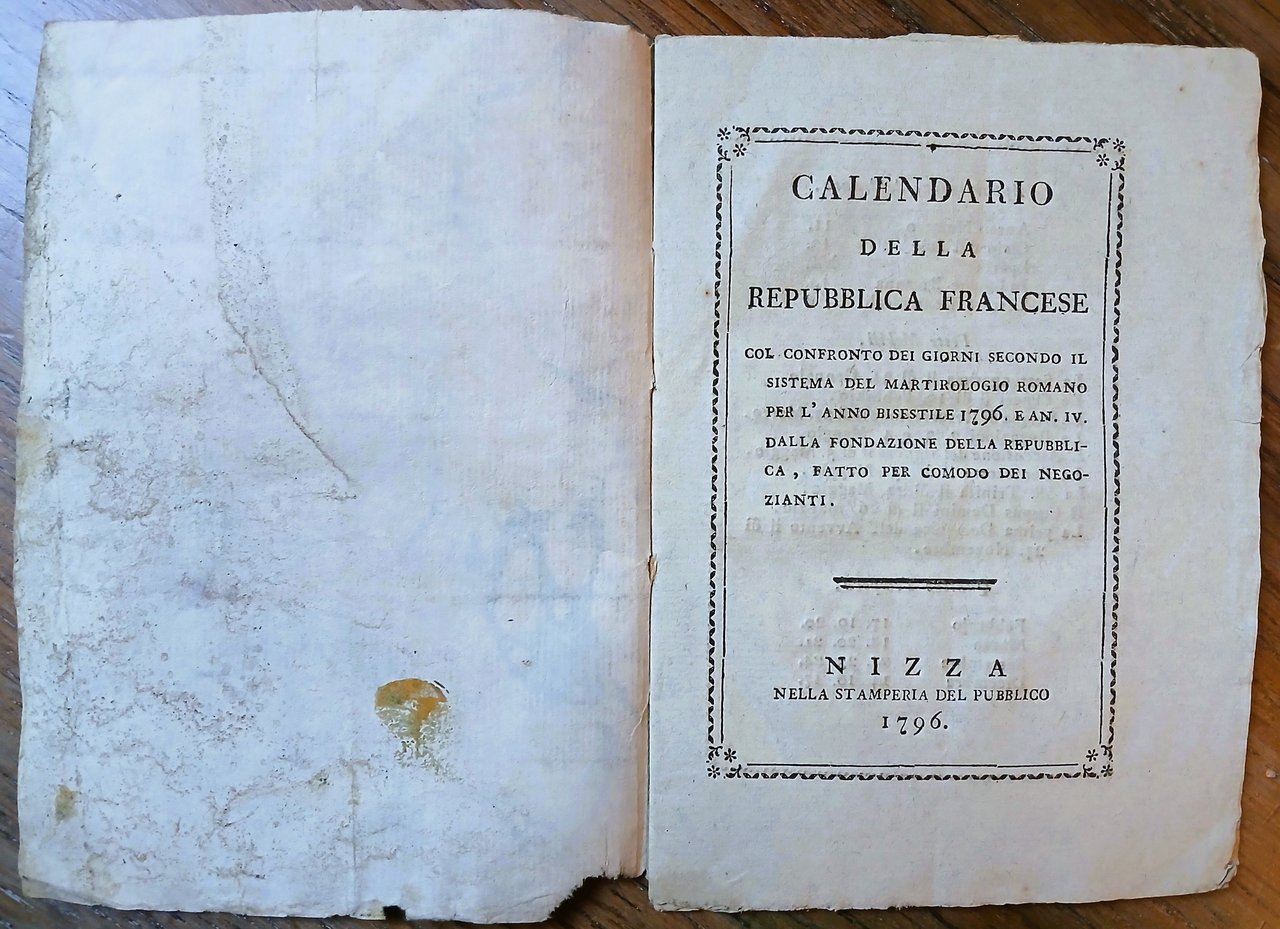 CALENDARIO
DELLA
REPUBBLICA FRANCESE
COL CONFRONTO DEI GIORNI SECONDO IL
SISTEMA DEL MARTIROLOGIO ROMANO
PER L'ANNO BISESTILE 1796. E AN. IV.
DALLA FONDAZIONE DELLA REPUBBLI-
CA, FATTO PER COMODO DEI NEGO-
ZIANTI.
NIZZA
NELLA STAMPERIA DEL PUBBLICO
1796.